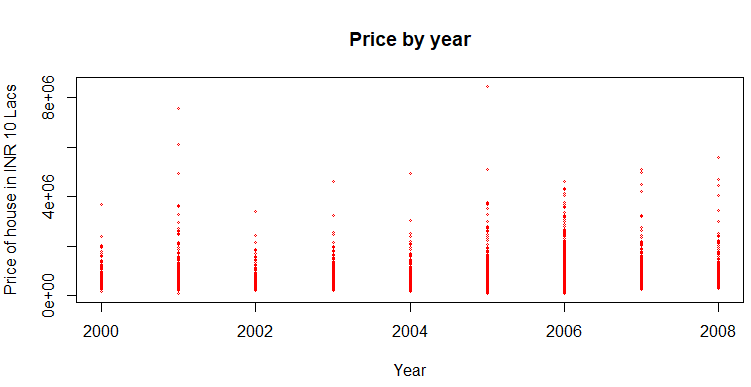 Price by year
Price of house in INR 10 Lacs
8e+06
4e+06
0e+00
2000 2002 2004 2006 2008
Year